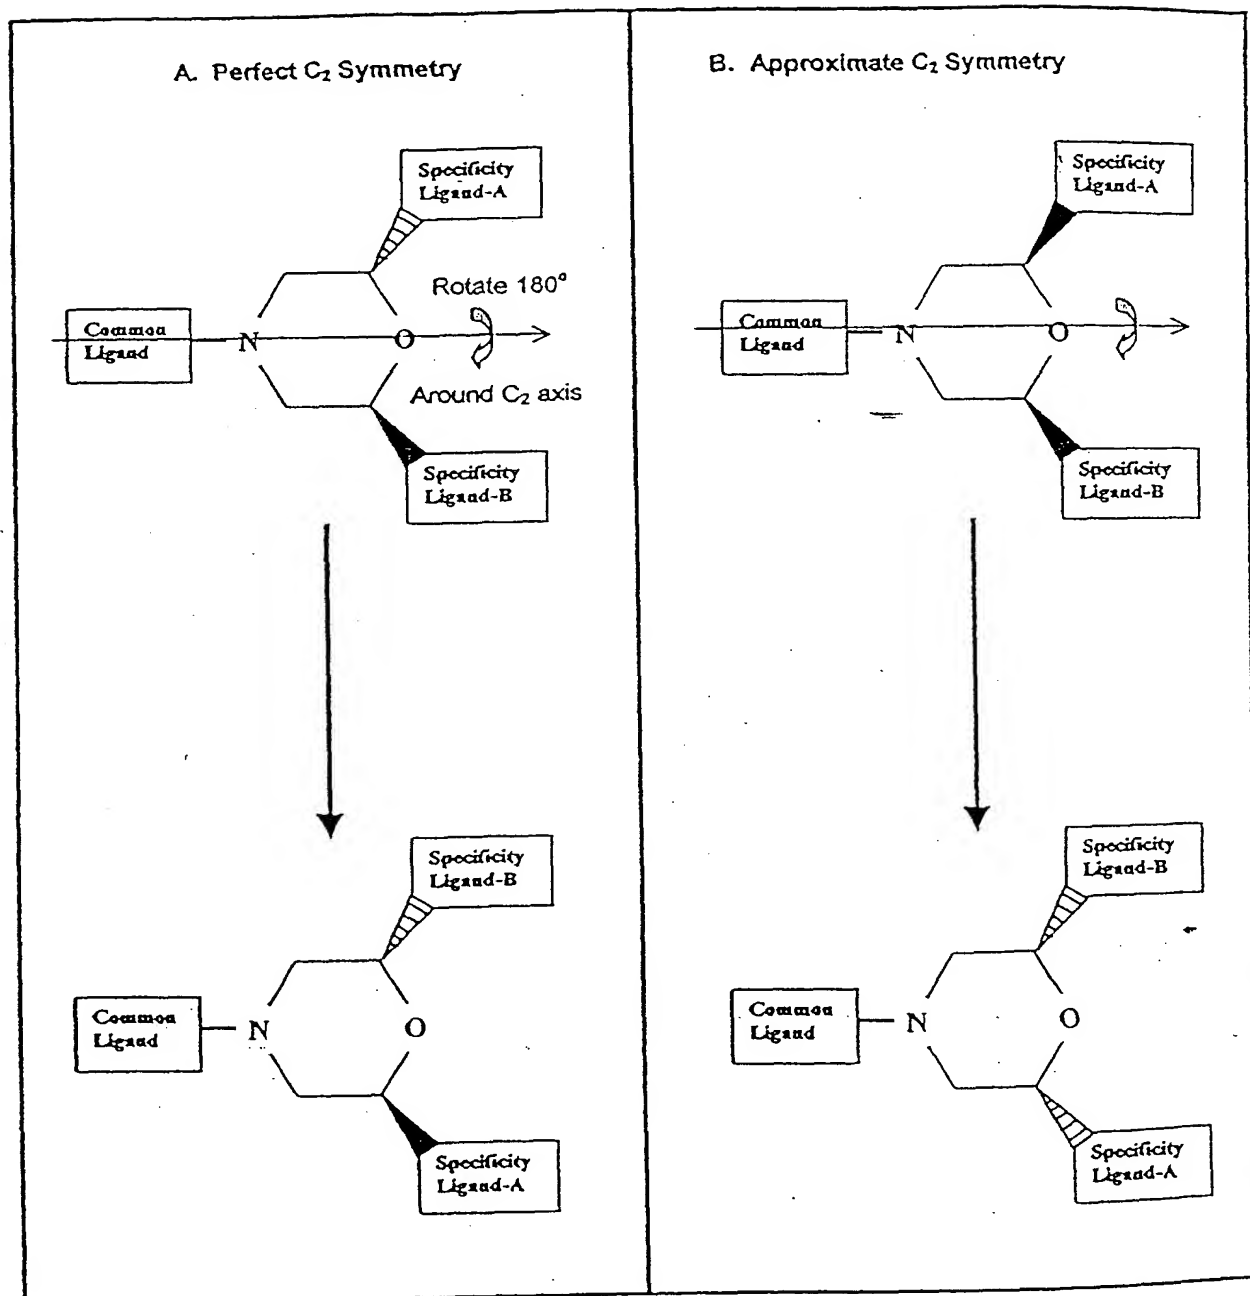 A. Perfect C₂ Symmetry
Specificity
Ligand-A
Rotate 180°
Common
Ligand
N
O
Around C₂ axis
Specificity
Ligand-B
Specificity
Ligand-B
Common
Ligand
N
O
Specificity
Ligand-A
B. Approximate C₂ Symmetry
Specificity
Ligand-A
Common
Ligand
N
O
Specificity
Ligand-B
Specificity
Ligand-B
Common
Ligand
N
O
Specificity
Ligand-A